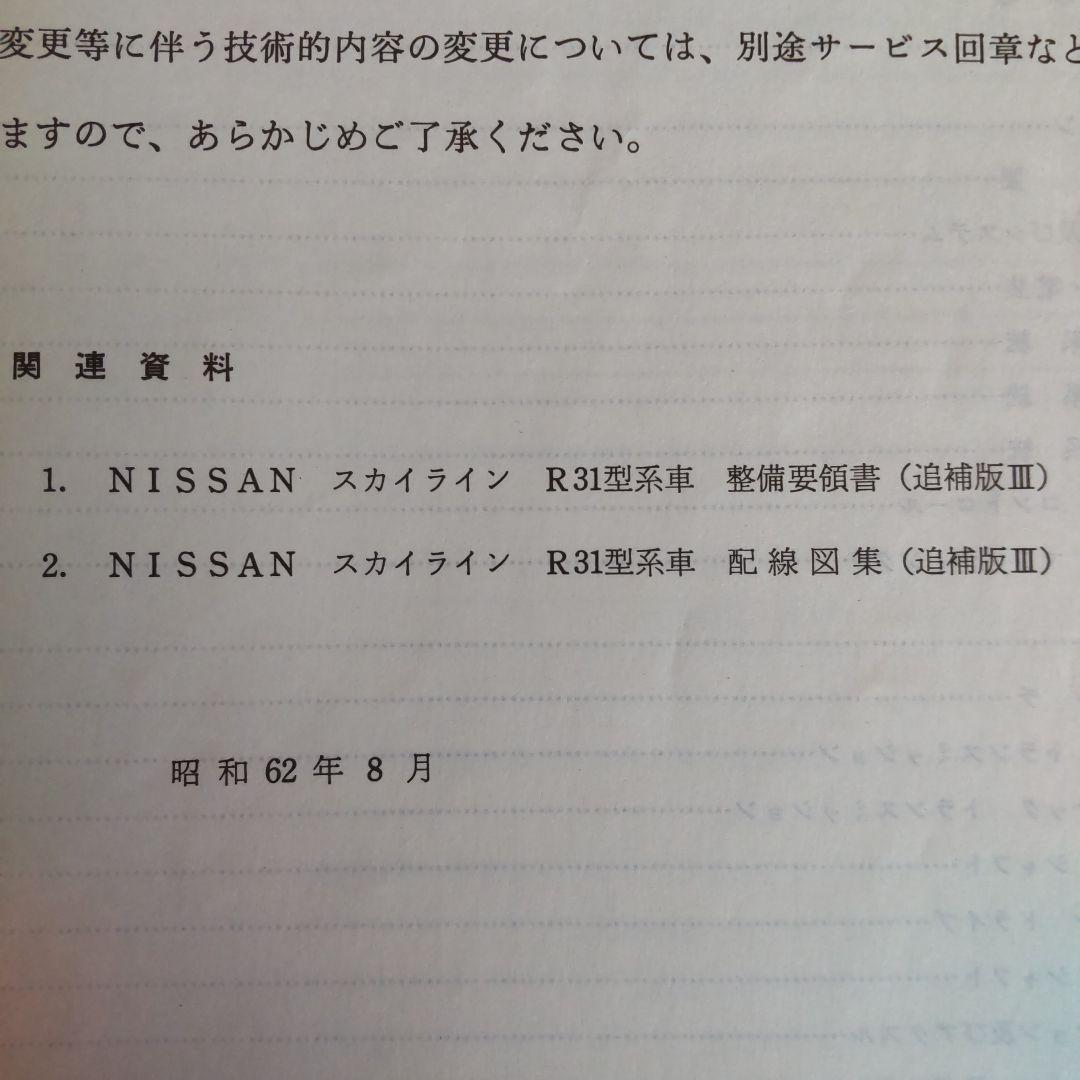 変更等に伴う技術的内容の変更については、別途サービス回章など
ますので、あらかじめご了承ください。
関連資料
1. NISSAN スカイライン R31型系車 整備要領書(追補版Ⅲ)
2. NISSAN スカイライン R31型系車 配線図集(追補版Ⅲ)
昭和62年8月